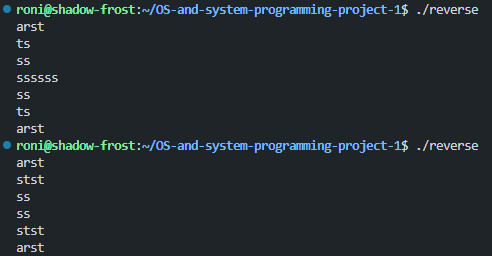 roni@shadow-frost:~/OS-and-system-programming-project-1$ ./reverse
arst
ts
ss
ssssss
ss
ts
arst
roni@shadow-frost:~/OS-and-system-programming-project-1$ ./reverse
arst
stst
ss
ss
stst
arst